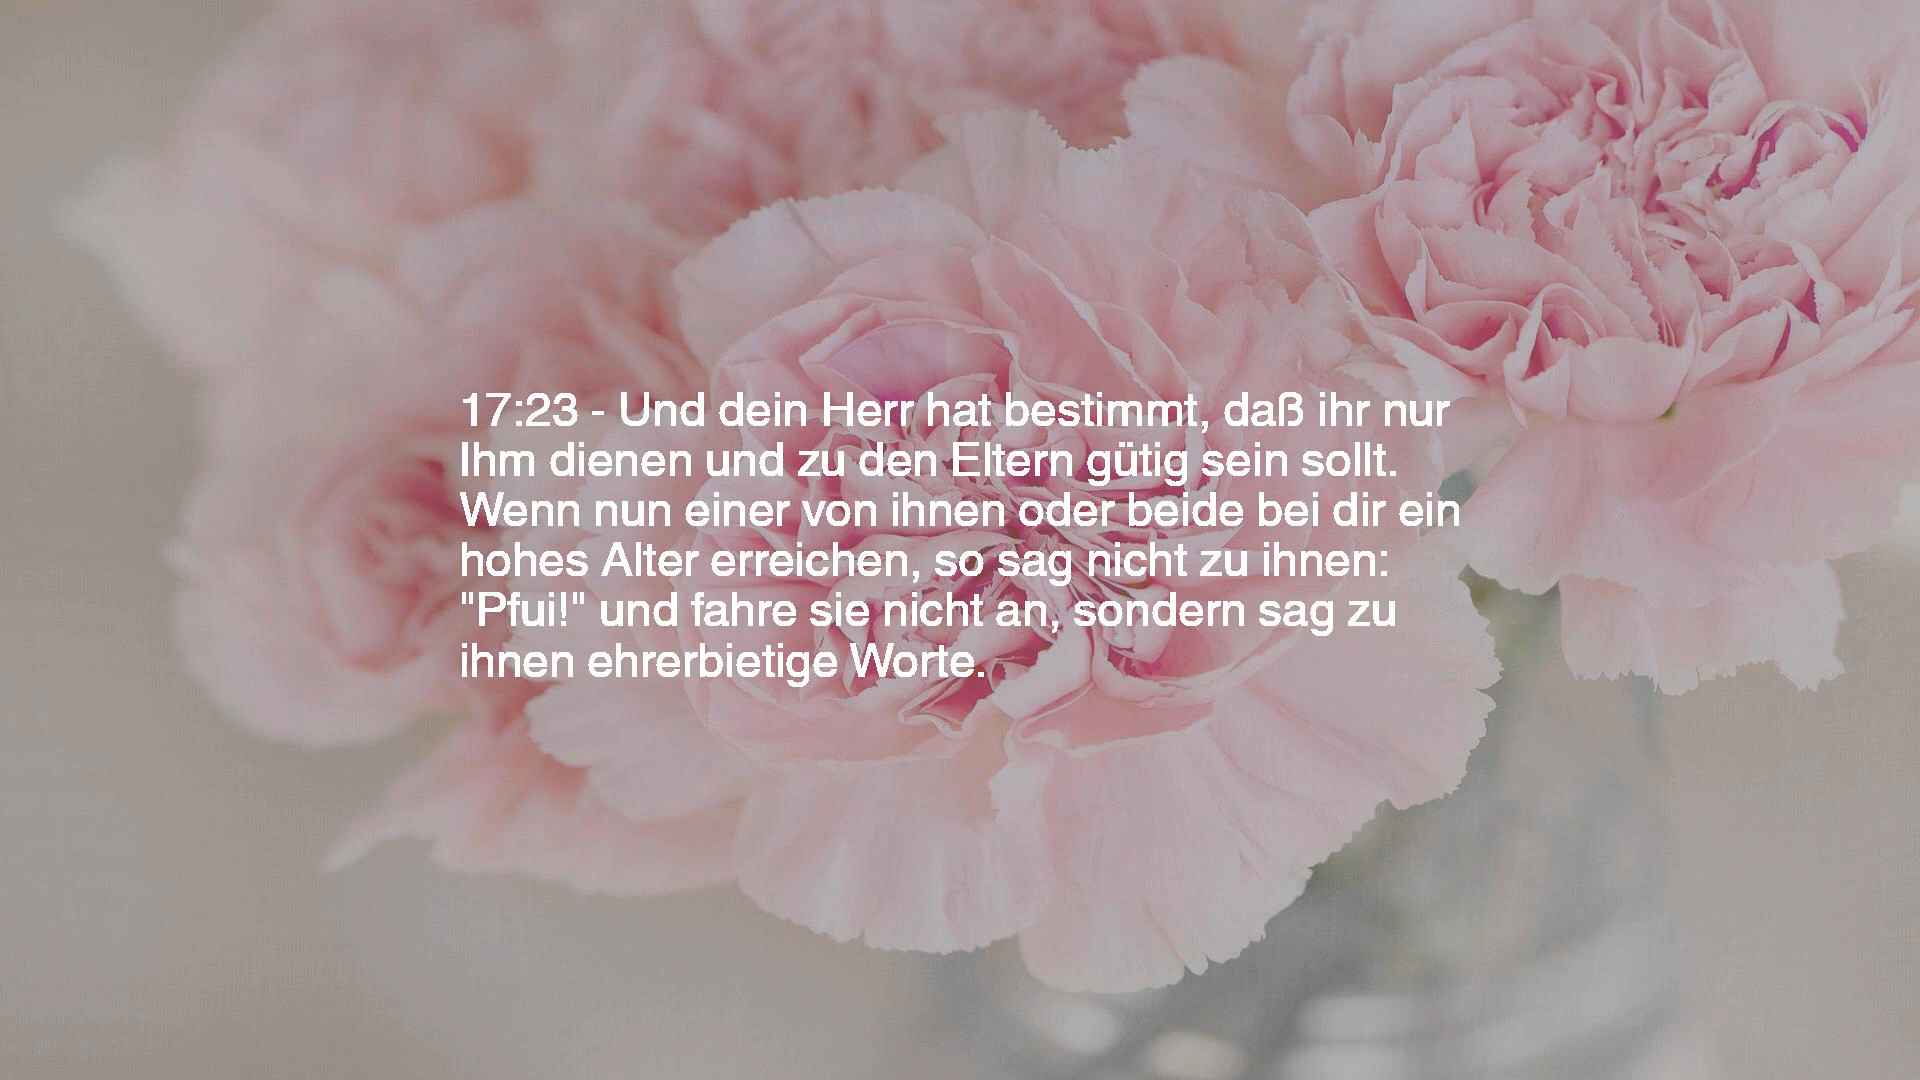 17:23 - Und dein Herr hat bestimmt, daß ihr nur
Ihm dienen und zu den Eltern gütig sein sollt.
Wenn nun einer von ihnen oder beide bei dir ein
hohes Alter erreichen, so sag nicht zu ihnen:
"Pfui!" und fahre sie nicht an, sondern sag zu
ihnen ehrerbietige Worte.